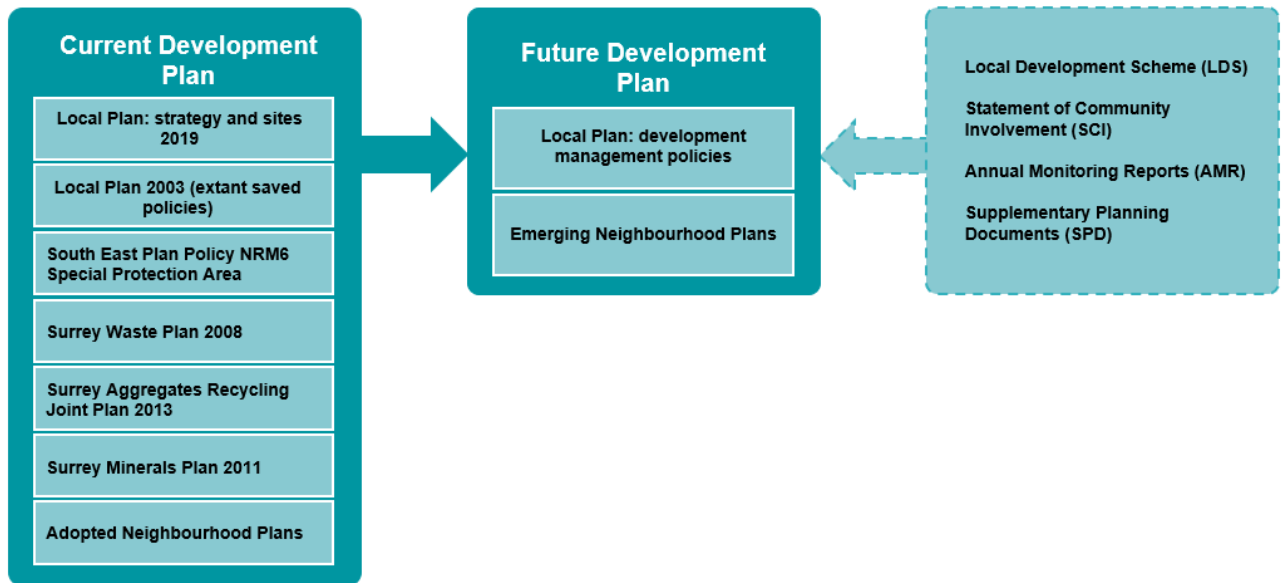 Current Development
Plan
Local Plan: strategy and sites
2019
Local Plan 2003 (extant saved
policies)
South East Plan Policy NRM6
Special Protection Area
Surrey Waste Plan 2008
Surrey Aggregates Recycling
Joint Plan 2013
Surrey Minerals Plan 2011
Adopted Neighbourhood Plans
Future Development
Plan
Local Plan: development
management policies
Emerging Neighbourhood Plans
Local Development Scheme (LDS)
Statement of Community
Involvement (SCI)
Annual Monitoring Reports (AMR)
Supplementary Planning
Documents (SPD)